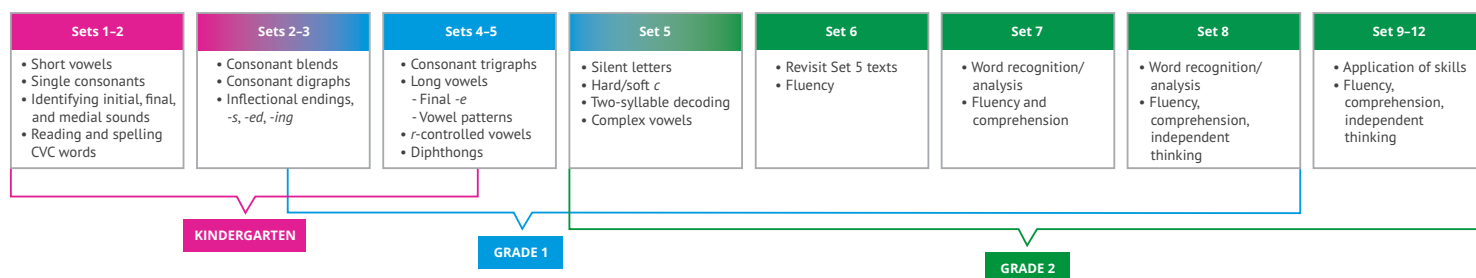 Sets 1–2
• Short vowels
• Single consonants
• Identifying initial, final,
and medial sounds
• Reading and spelling
CVC words
Sets 2–3
• Consonant blends
• Consonant digraphs
• Inflectional endings,
-s, -ed, -ing
Sets 4–5
• Consonant trigraphs
• Long vowels
- Final -e
- Vowel patterns
• r-controlled vowels
• Diphthongs
Set 5
• Silent letters
• Hard/soft c
• Two-syllable decoding
• Complex vowels
Set 6
• Revisit Set 5 texts
• Fluency
Set 7
• Word recognition/
analysis
• Fluency and
comprehension
Set 8
• Word recognition/
analysis
• Fluency,
comprehension,
independent
thinking
Sets 9–12
• Application of skills
• Fluency,
comprehension,
independent
thinking
KINDERGARTEN
GRADE 1
GRADE 2